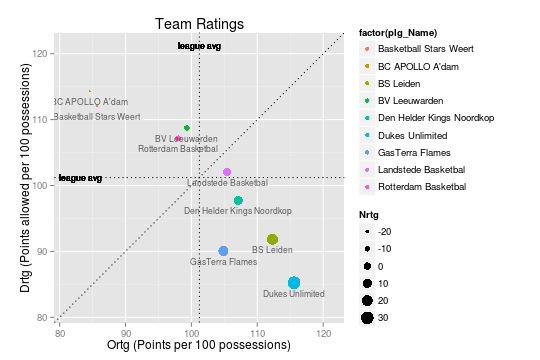 Team Ratings
league avg
120
110
100
90
80
Drtg (Points allowed per 100 possessions)
BC APOLLO A'dam
Basketball Stars Weert
BV Leeuwarden
Rotterdam Basketbal
league avg
Landstede Basketbal
Den Helder Kings Noordkop
BS Leiden
GasTerra Flames
Dukes Unlimited
80
90
100
110
120
Ortg (Points per 100 possessions)
factor(plg_Name)
Basketball Stars Weert
BC APOLLO A'dam
BS Leiden
BV Leeuwarden
Den Helder Kings Noordkop
Dukes Unlimited
GasTerra Flames
Landstede Basketbal
Rotterdam Basketbal
Nrtg
-20
-10
0
10
20
30